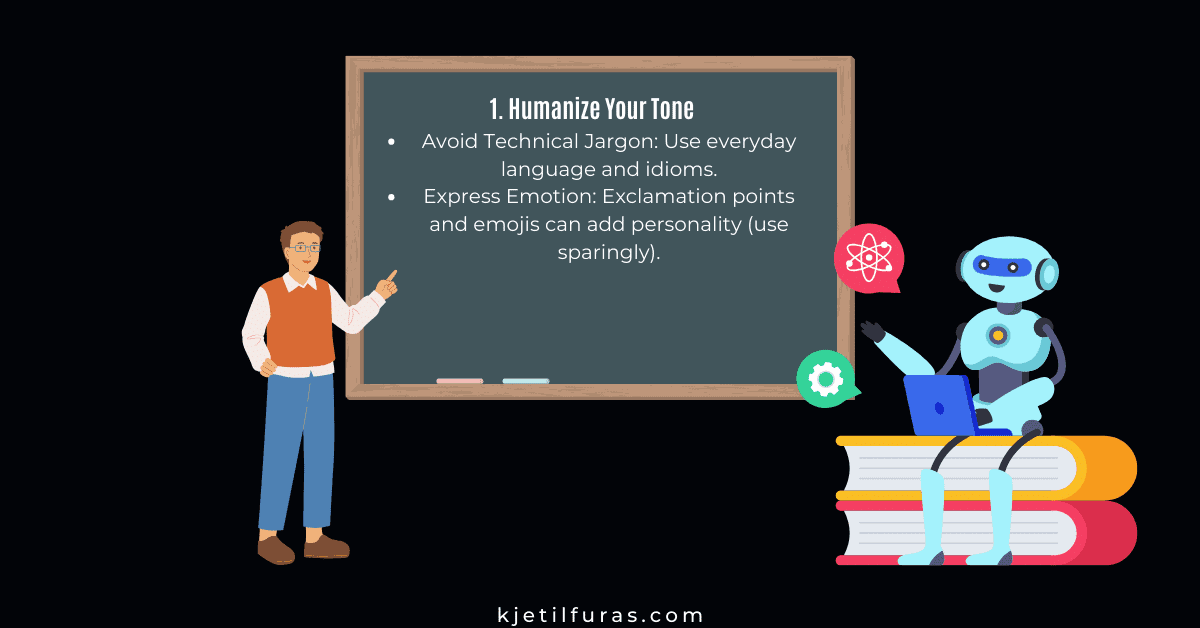 1. Humanize Your Tone
• Avoid Technical Jargon: Use everyday
language and idioms.
• Express Emotion: Exclamation points
and emojis can add personality (use
sparingly).
kjetilfuras.com